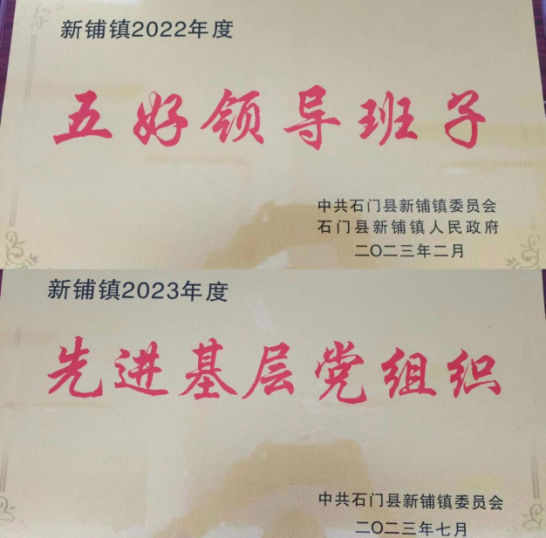 新铺镇2022年度
五好领导班子
中共石门县新铺镇委员会
石门县新铺镇人民政府
二〇二三年二月
新铺镇2023年度
先进基层党组织
中共石门县新铺镇委员会
二〇二三年七月